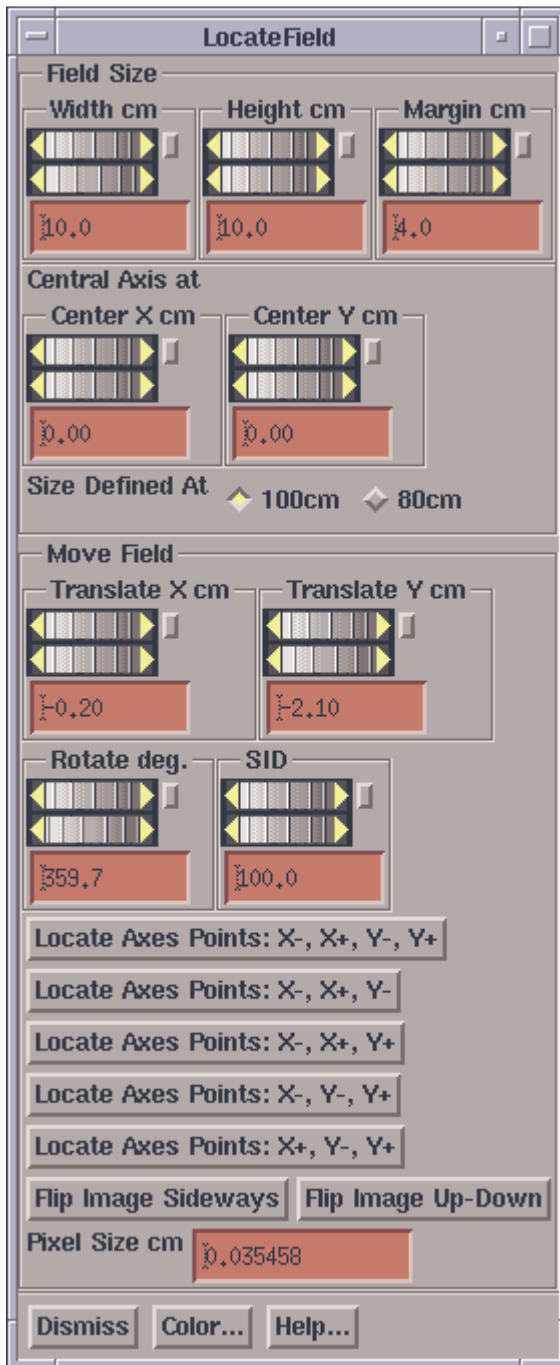 LocateField
Field Size
Width cm Height cm Margin cm
10.0 10.0 4.0
Central Axis at
Center X cm Center Y cm
0.00 0.00
Size Defined At 100cm 80cm
Move Field
Translate X cm Translate Y cm
-0.20 -2.10
Rotate deg. SID
359.7 100.0
Locate Axes Points: X-, X+, Y-, Y+
Locate Axes Points: X-, X+, Y-
Locate Axes Points: X-, X+, Y+
Locate Axes Points: X-, Y-, Y+
Locate Axes Points: X+, Y-, Y+
Flip Image Sideways Flip Image Up-Down
Pixel Size cm 0.035458
Dismiss Color... Help...